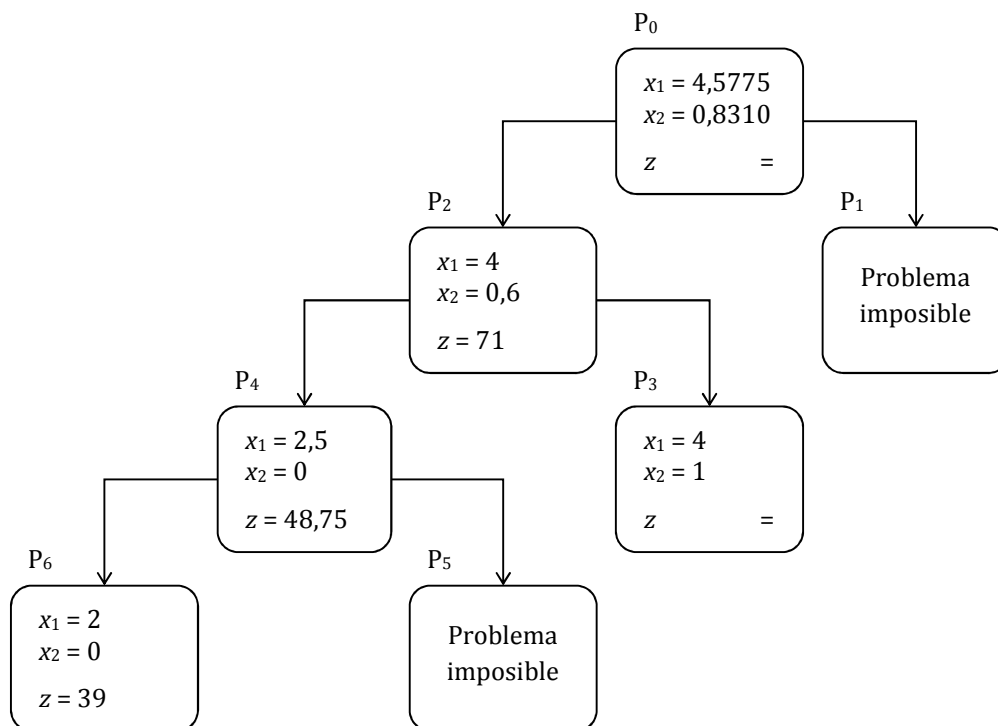 P₀
x₁ = 4,5775
x₂ = 0,8310
z =
P₂
x₁ = 4
x₂ = 0,6
z = 71
P₁
Problema
imposible
P₄
x₁ = 2,5
x₂ = 0
z = 48,75
P₃
x₁ = 4
x₂ = 1
z =
P₆
x₁ = 2
x₂ = 0
z = 39
P₅
Problema
imposible